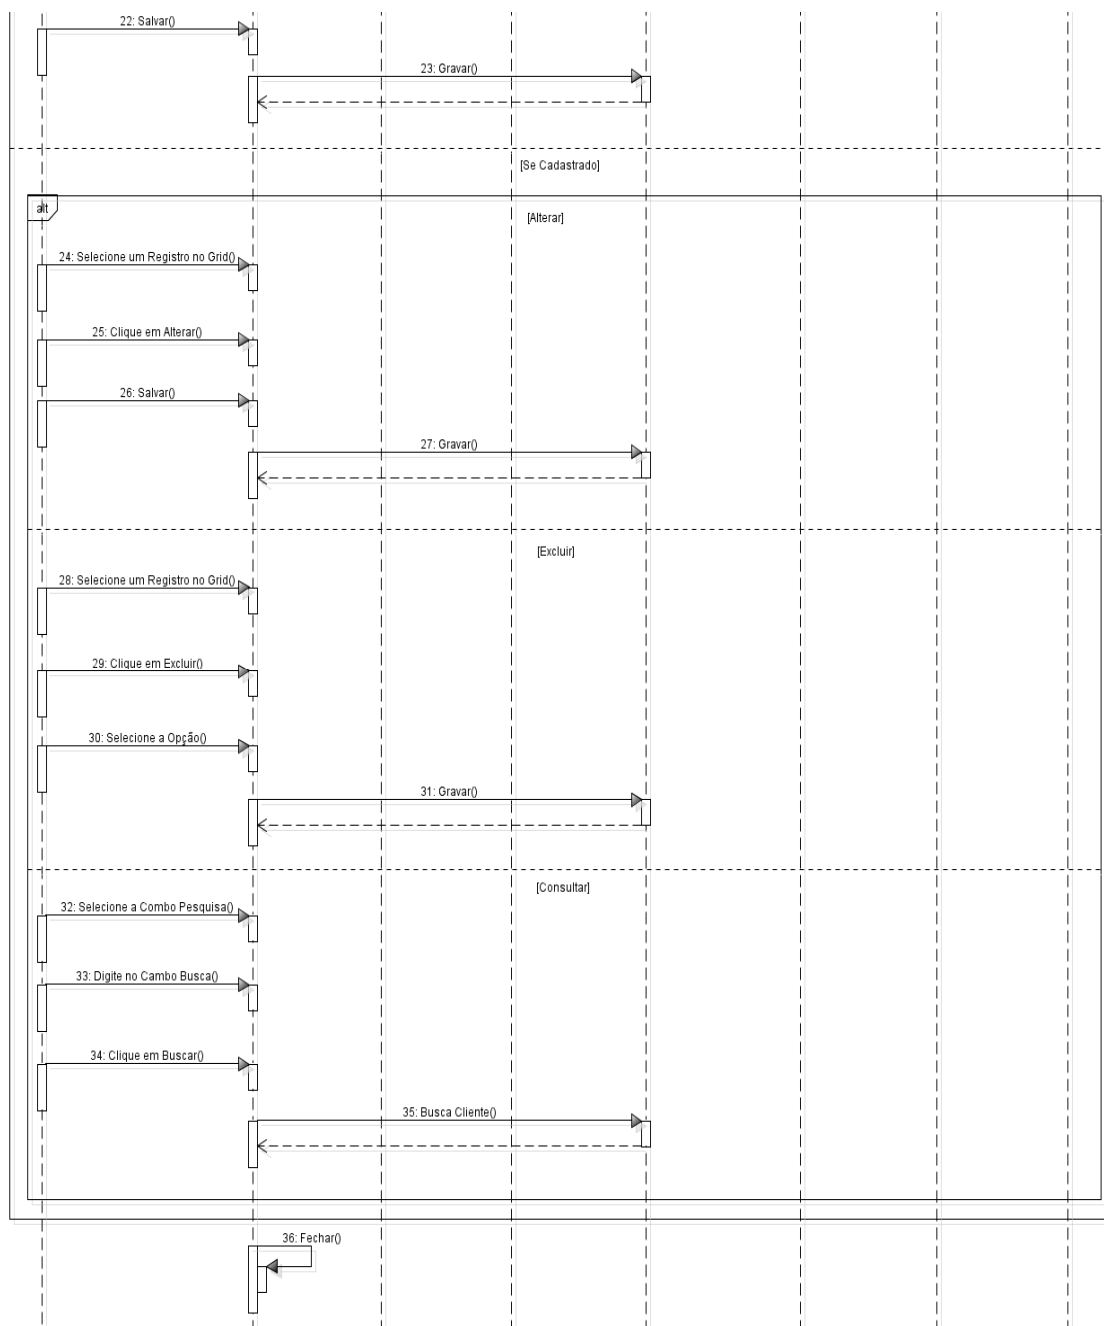 22: Salvar()
23: Gravar()
[Se Cadastrado]
alt
[Alterar]
24: Selecione um Registro no Grid()
25: Clique em Alterar()
26: Salvar()
27: Gravar()
[Excluir]
28: Selecione um Registro no Grid()
29: Clique em Excluir()
30: Selecione a Opção()
31: Gravar()
[Consultar]
32: Selecione a Combo Pesquisa()
33: Digite no Cambo Busca()
34: Clique em Buscar()
35: Busca Cliente()
36: Fechar()